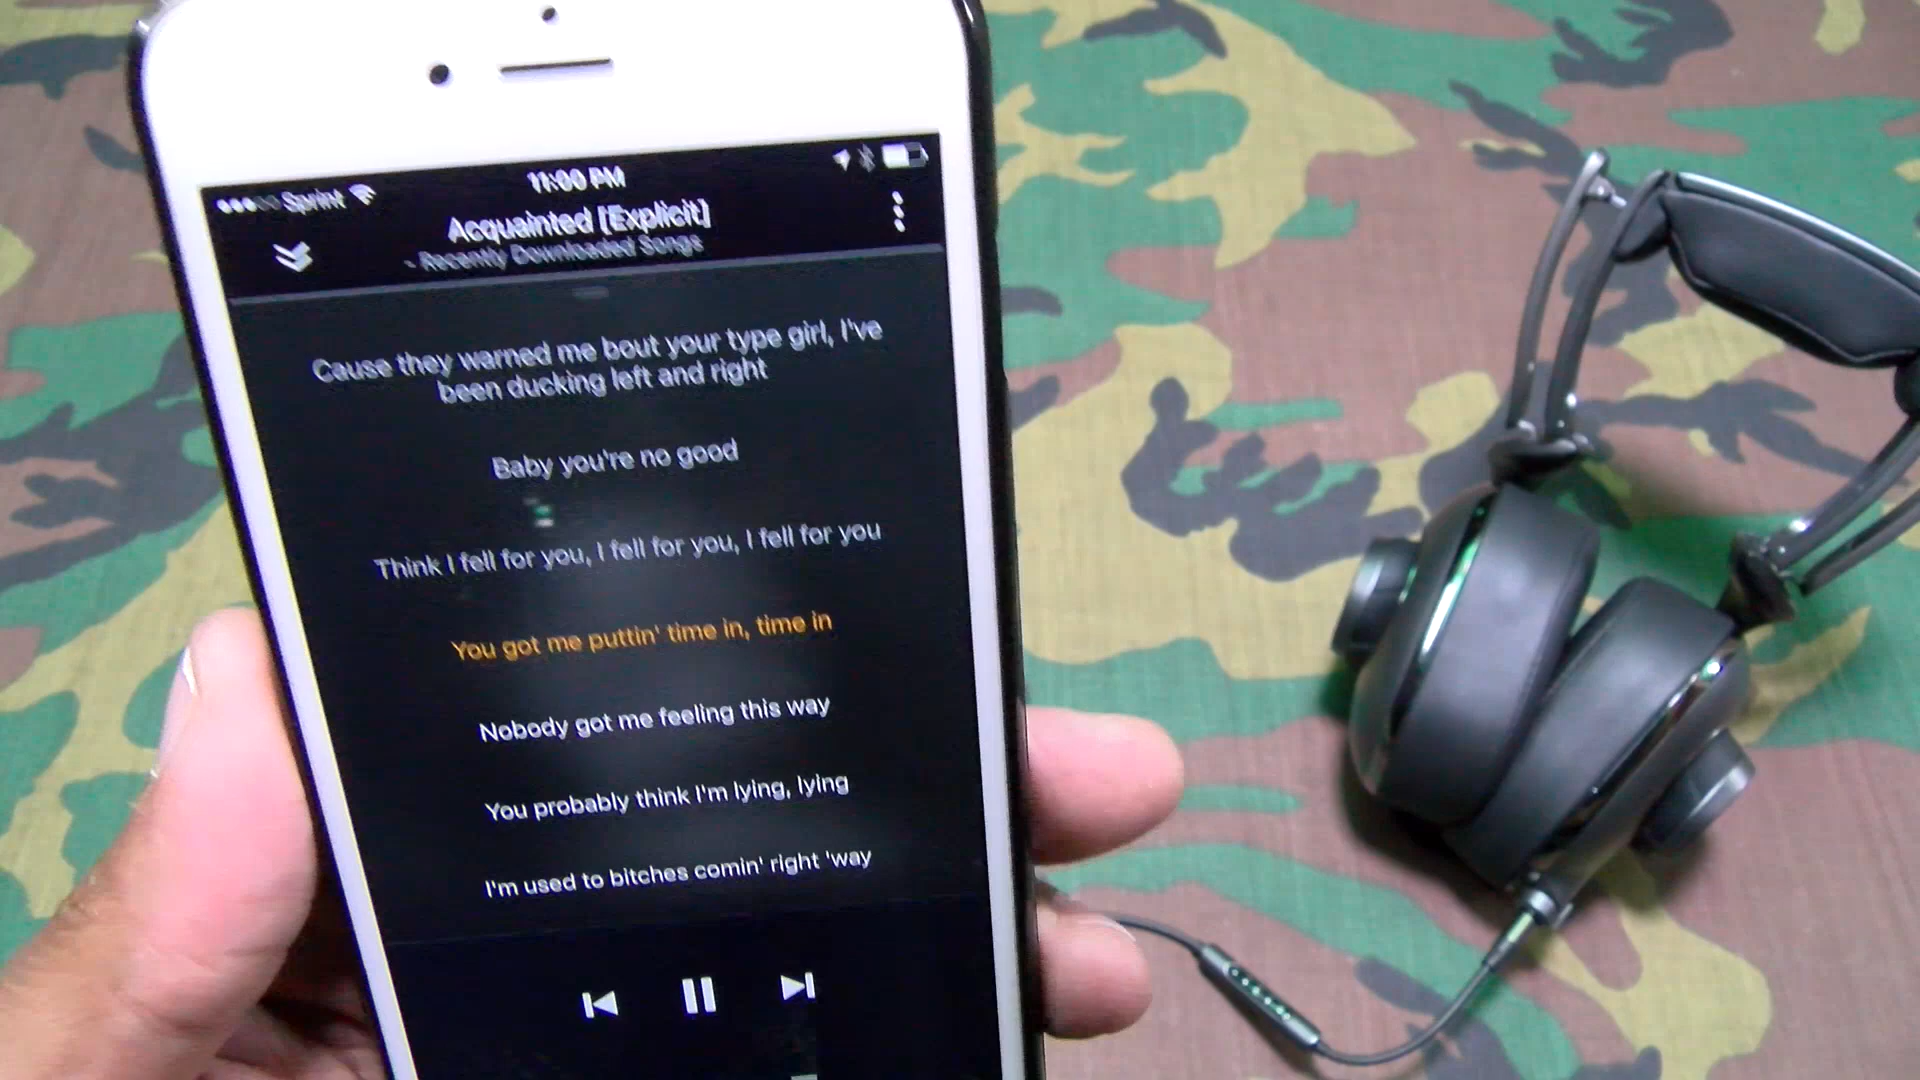 Sprint 11:00 PM
Acquainted [Explicit]
- Recently Downloaded Songs
Cause they warned me bout your type girl, I've
been ducking left and right
Baby you're no good
Think I fell for you, I fell for you, I fell for you
You got me puttin' time in, time in
Nobody got me feeling this way
You probably think I'm lying, lying
I'm used to bitches comin' right 'way